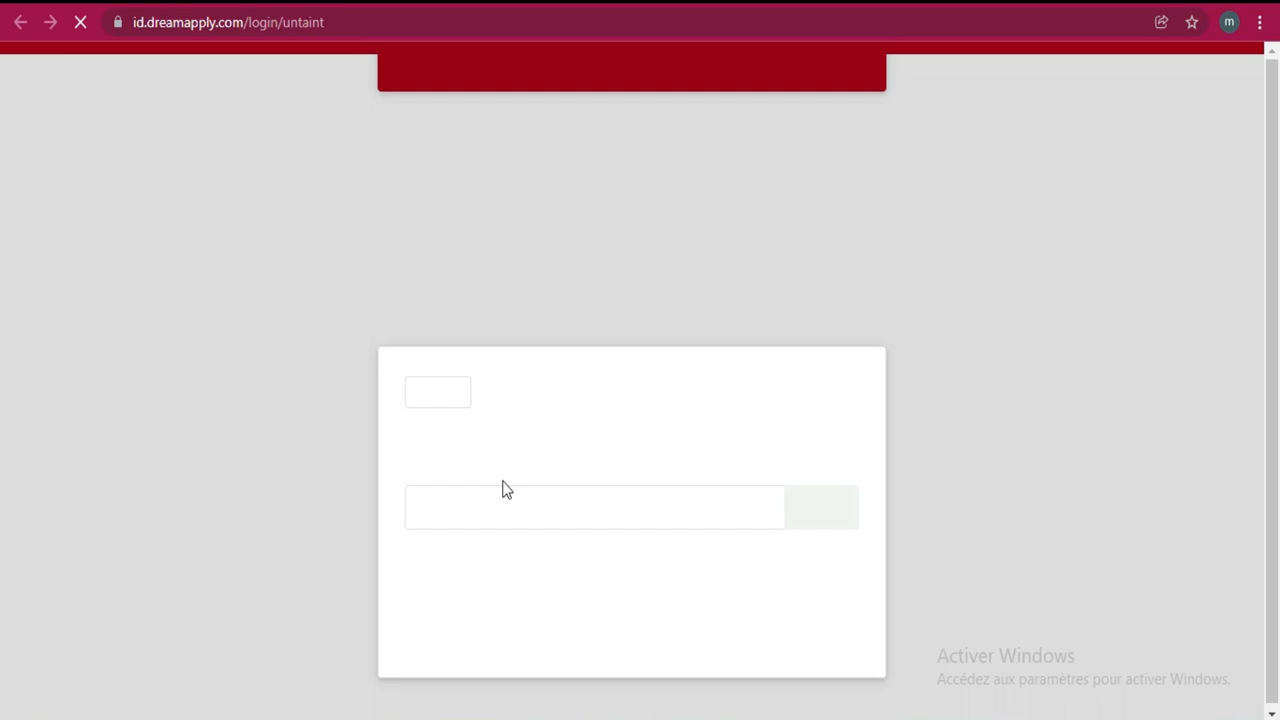 id.dreamapply.com/login/untaint
m
Activer Windows
Accédez aux paramètres pour activer Windows.